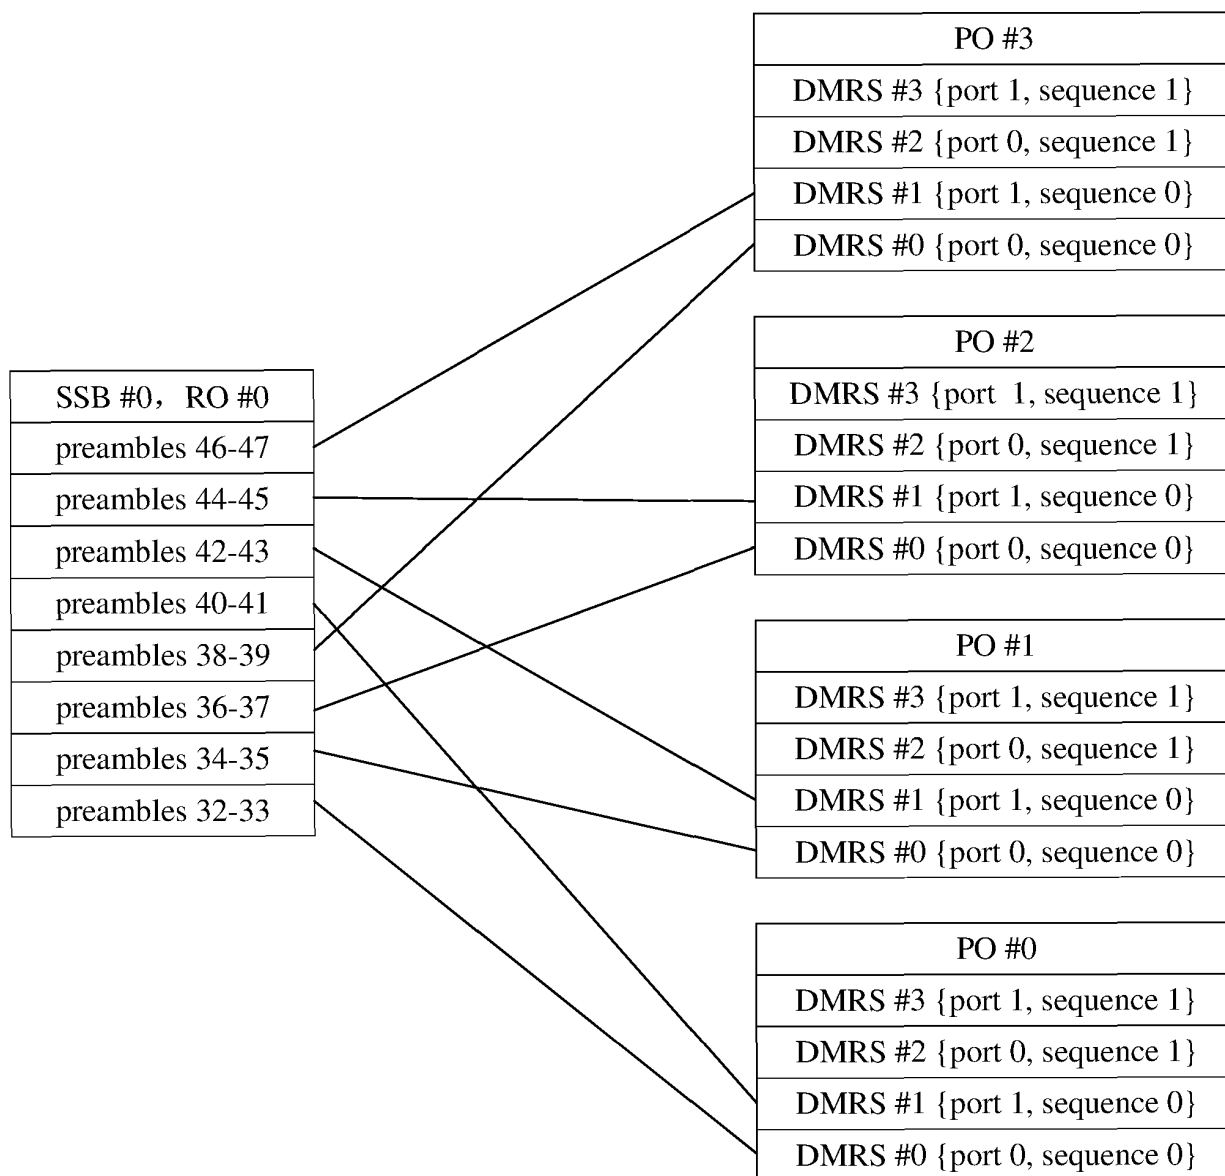 SSB #0，RO #0
preambles 46-47
preambles 44-45
preambles 42-43
preambles 40-41
preambles 38-39
preambles 36-37
preambles 34-35
preambles 32-33
PO #3
DMRS #3 {port 1, sequence 1}
DMRS #2 {port 0, sequence 1}
DMRS #1 {port 1, sequence 0}
DMRS #0 {port 0, sequence 0}
PO #2
DMRS #3 {port 1, sequence 1}
DMRS #2 {port 0, sequence 1}
DMRS #1 {port 1, sequence 0}
DMRS #0 {port 0, sequence 0}
PO #1
DMRS #3 {port 1, sequence 1}
DMRS #2 {port 0, sequence 1}
DMRS #1 {port 1, sequence 0}
DMRS #0 {port 0, sequence 0}
PO #0
DMRS #3 {port 1, sequence 1}
DMRS #2 {port 0, sequence 1}
DMRS #1 {port 1, sequence 0}
DMRS #0 {port 0, sequence 0}